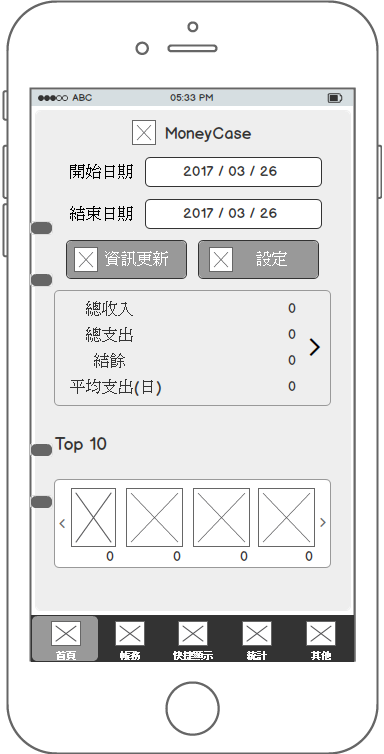 ABC 05:33 PM
MoneyCase
開始日期 2017 / 03 / 26
結束日期 2017 / 03 / 26
資訊更新 設定
總收入 0
總支出 0
結餘 0
平均支出(日) 0
Top 10
0 0 0 0
首頁 帳務 快捷顯示 統計 其他